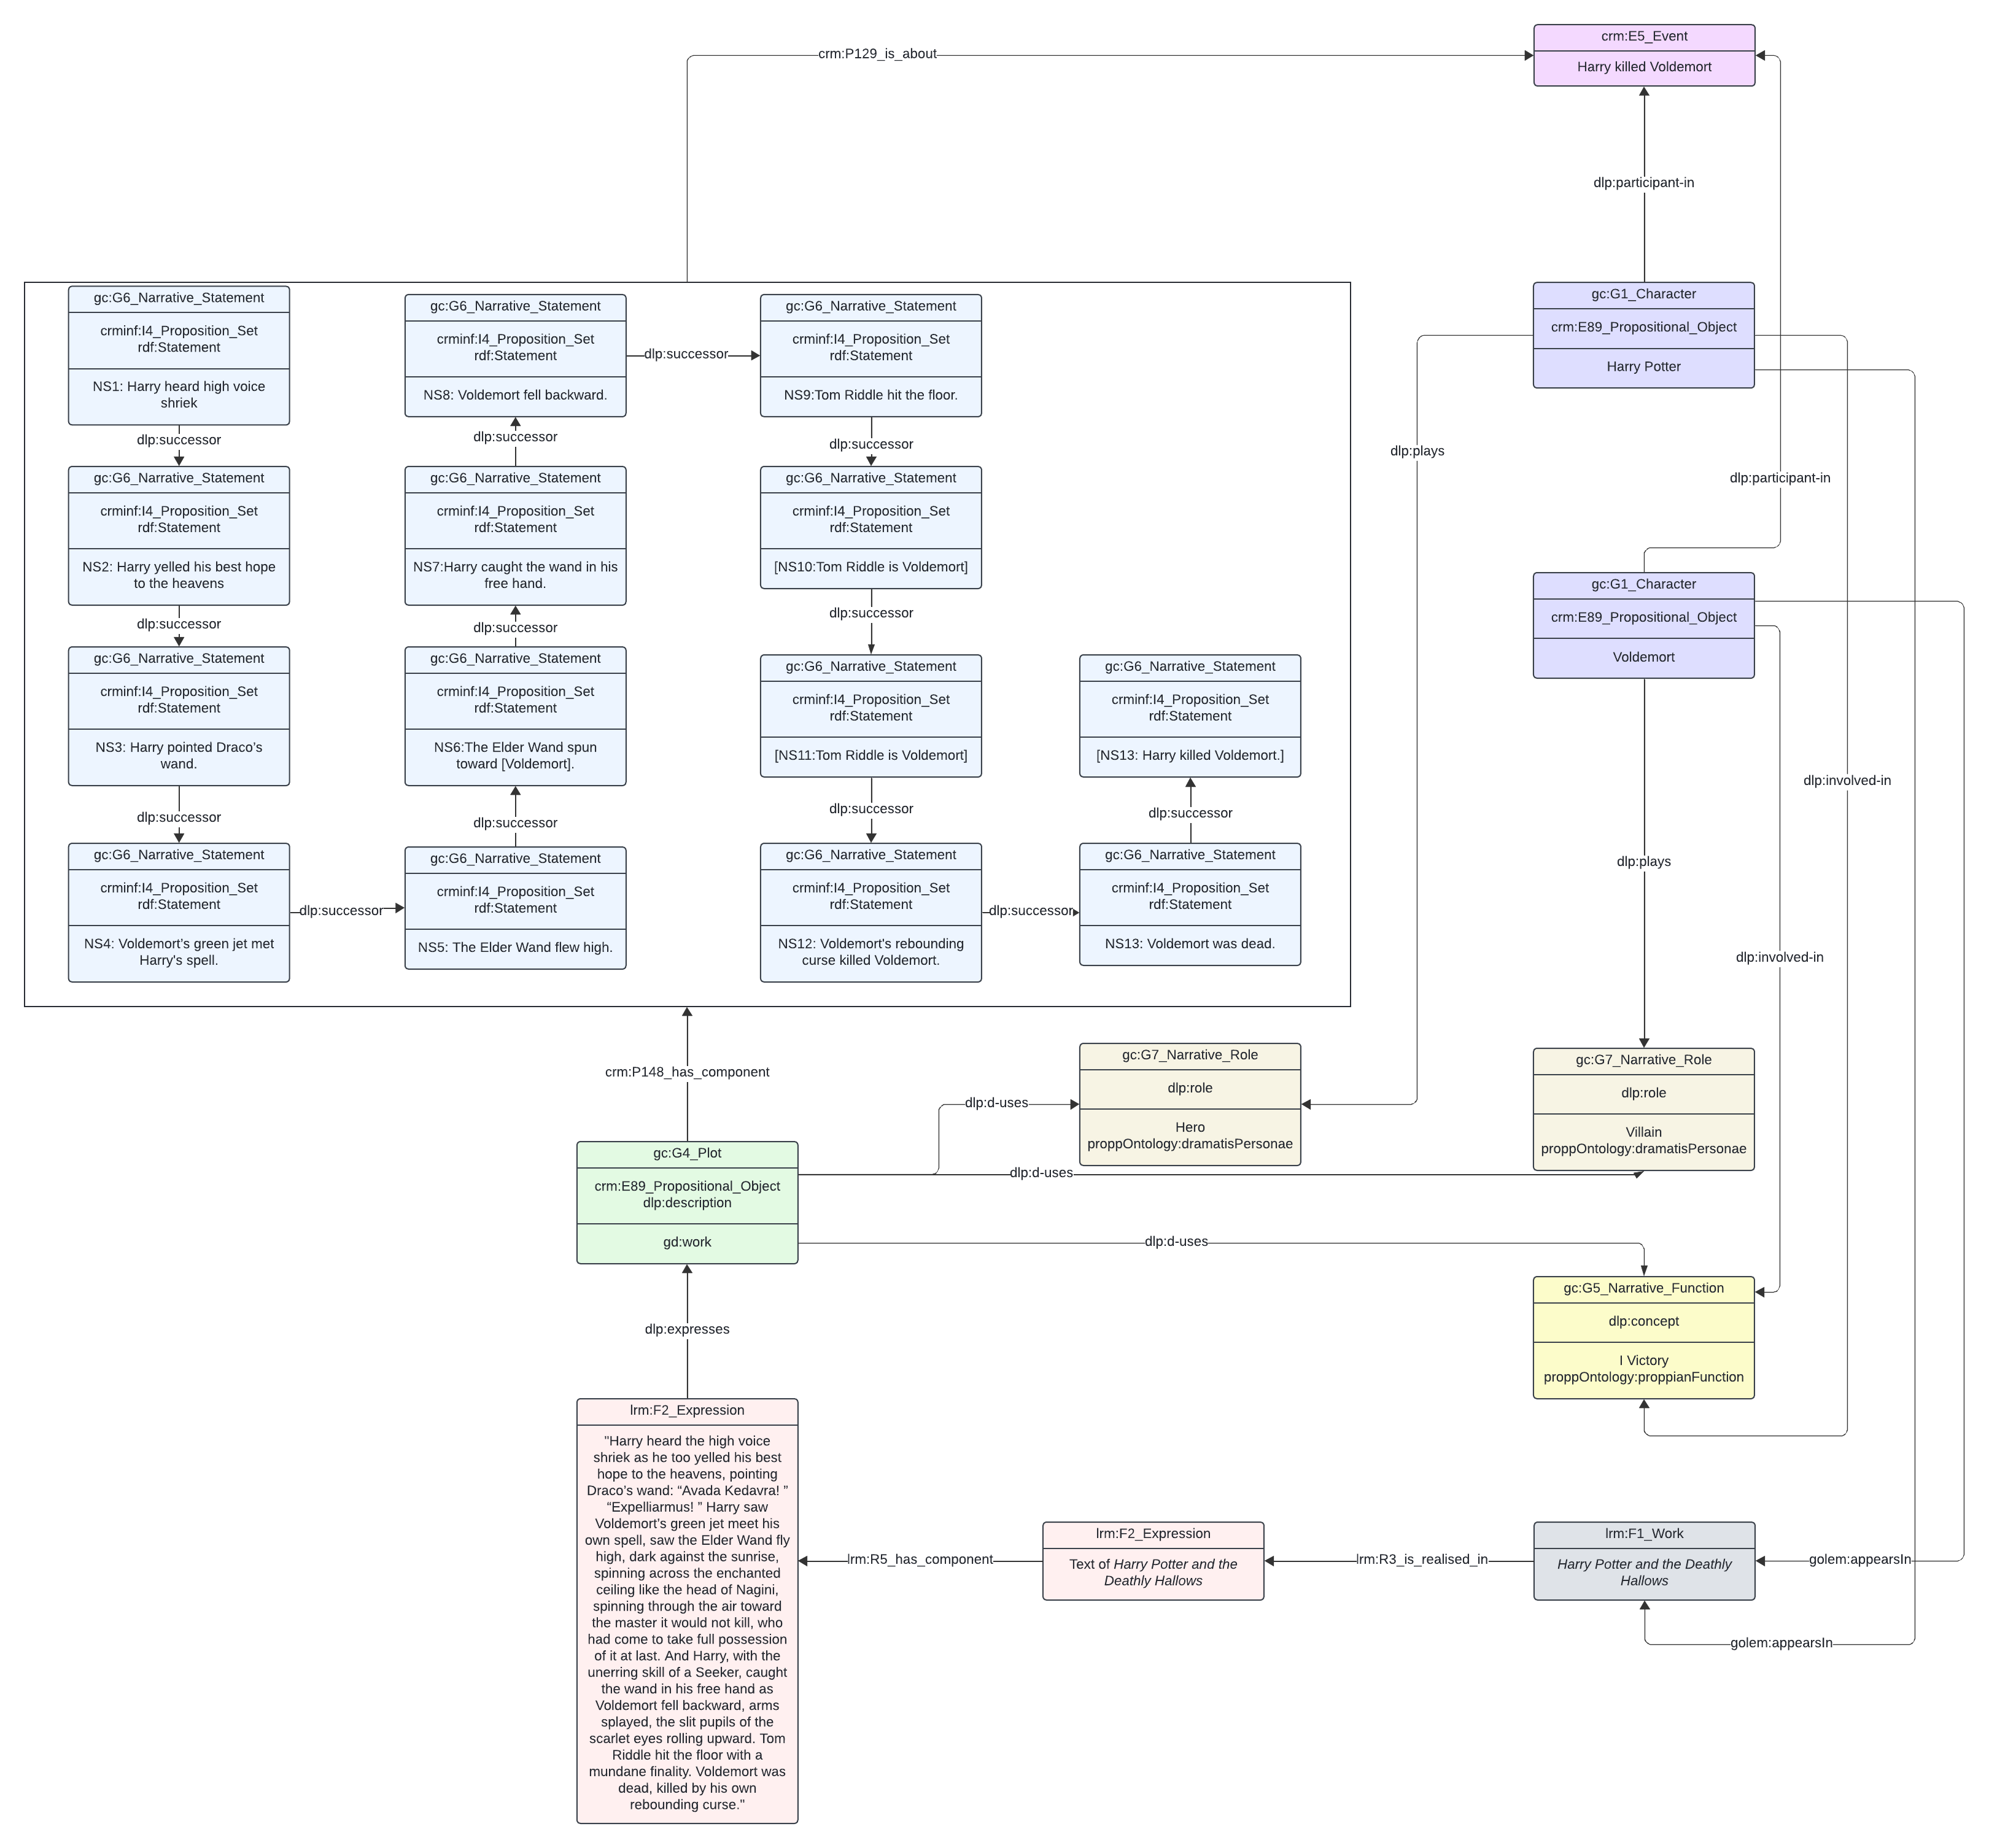 crm:P129_is_about
crm:E5_Event
Harry killed Voldemort
dlp:participant-in
gc:G6_Narrative_Statement
crminf:I4_Proposition_Set
rdf:Statement
NS1: Harry heard high voice
shriek
dlp:successor
gc:G6_Narrative_Statement
crminf:I4_Proposition_Set
rdf:Statement
NS2: Harry yelled his best hope
to the heavens
dlp:successor
gc:G6_Narrative_Statement
crminf:I4_Proposition_Set
rdf:Statement
NS3: Harry pointed Draco’s
wand.
dlp:successor
gc:G6_Narrative_Statement
crminf:I4_Proposition_Set
rdf:Statement
NS4: Voldemort’s green jet met
Harry's spell.
dlp:successor
gc:G6_Narrative_Statement
crminf:I4_Proposition_Set
rdf:Statement
NS5: The Elder Wand flew high.
dlp:successor
gc:G6_Narrative_Statement
crminf:I4_Proposition_Set
rdf:Statement
NS6:The Elder Wand spun
toward [Voldemort].
dlp:successor
gc:G6_Narrative_Statement
crminf:I4_Proposition_Set
rdf:Statement
NS7:Harry caught the wand in his
free hand.
dlp:successor
gc:G6_Narrative_Statement
crminf:I4_Proposition_Set
rdf:Statement
NS8: Voldemort fell backward.
dlp:successor
gc:G6_Narrative_Statement
crminf:I4_Proposition_Set
rdf:Statement
NS9:Tom Riddle hit the floor.
dlp:successor
gc:G6_Narrative_Statement
crminf:I4_Proposition_Set
rdf:Statement
[NS10:Tom Riddle is Voldemort]
dlp:successor
gc:G6_Narrative_Statement
crminf:I4_Proposition_Set
rdf:Statement
[NS11:Tom Riddle is Voldemort]
dlp:successor
gc:G6_Narrative_Statement
crminf:I4_Proposition_Set
rdf:Statement
NS12: Voldemort's rebounding
curse killed Voldemort.
dlp:successor
gc:G6_Narrative_Statement
crminf:I4_Proposition_Set
rdf:Statement
NS13: Voldemort was dead.
dlp:successor
gc:G6_Narrative_Statement
crminf:I4_Proposition_Set
rdf:Statement
[NS13: Harry killed Voldemort.]
gc:G1_Character
crm:E89_Propositional_Object
Harry Potter
dlp:plays
dlp:participant-in
gc:G1_Character
crm:E89_Propositional_Object
Voldemort
dlp:involved-in
dlp:plays
dlp:involved-in
crm:P148_has_component
gc:G7_Narrative_Role
dlp:role
Hero
proppOntology:dramatisPersonae
gc:G7_Narrative_Role
dlp:role
Villain
proppOntology:dramatisPersonae
dlp:d-uses
dlp:d-uses
gc:G4_Plot
crm:E89_Propositional_Object
dlp:description
gd:work
dlp:d-uses
gc:G5_Narrative_Function
dlp:concept
I Victory
proppOntology:proppianFunction
dlp:expresses
lrm:F2_Expression
"Harry heard the high voice
shriek as he too yelled his best
hope to the heavens, pointing
Draco’s wand: “Avada Kedavra! ”
“Expelliarmus! ” Harry saw
Voldemort’s green jet meet his
own spell, saw the Elder Wand fly
high, dark against the sunrise,
spinning across the enchanted
ceiling like the head of Nagini,
spinning through the air toward
the master it would not kill, who
had come to take full possession
of it at last. And Harry, with the
unerring skill of a Seeker, caught
the wand in his free hand as
Voldemort fell backward, arms
splayed, the slit pupils of the
scarlet eyes rolling upward. Tom
Riddle hit the floor with a
mundane finality. Voldemort was
dead, killed by his own
rebounding curse."
lrm:R5_has_component
lrm:F2_Expression
Text of Harry Potter and the
Deathly Hallows
lrm:R3_is_realised_in
lrm:F1_Work
Harry Potter and the Deathly
Hallows
golem:appearsIn
golem:appearsIn